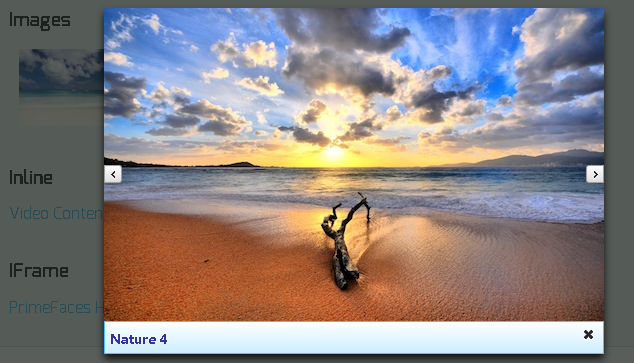 Images
Inline
Video Conten
IFrame
PrimeFaces H
Nature 4